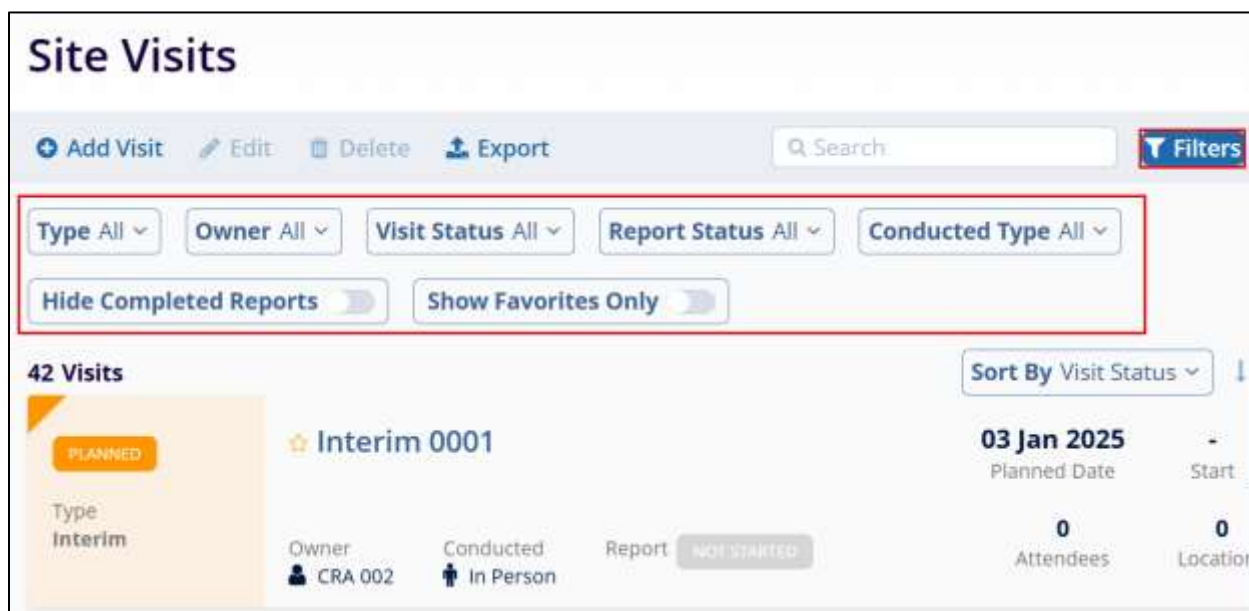 Site Visits
Add Visit Edit Delete Export Search Filters
Type All Owner All Visit Status All Report Status All Conducted Type All
Hide Completed Reports Show Favorites Only
42 Visits Sort By Visit Status
PLANNED Interim 0001 03 Jan 2025 -
Planned Date Start
Type
Interim 0 0
Owner Conducted Report NOT STARTED Attendees Location
CRA 002 In Person